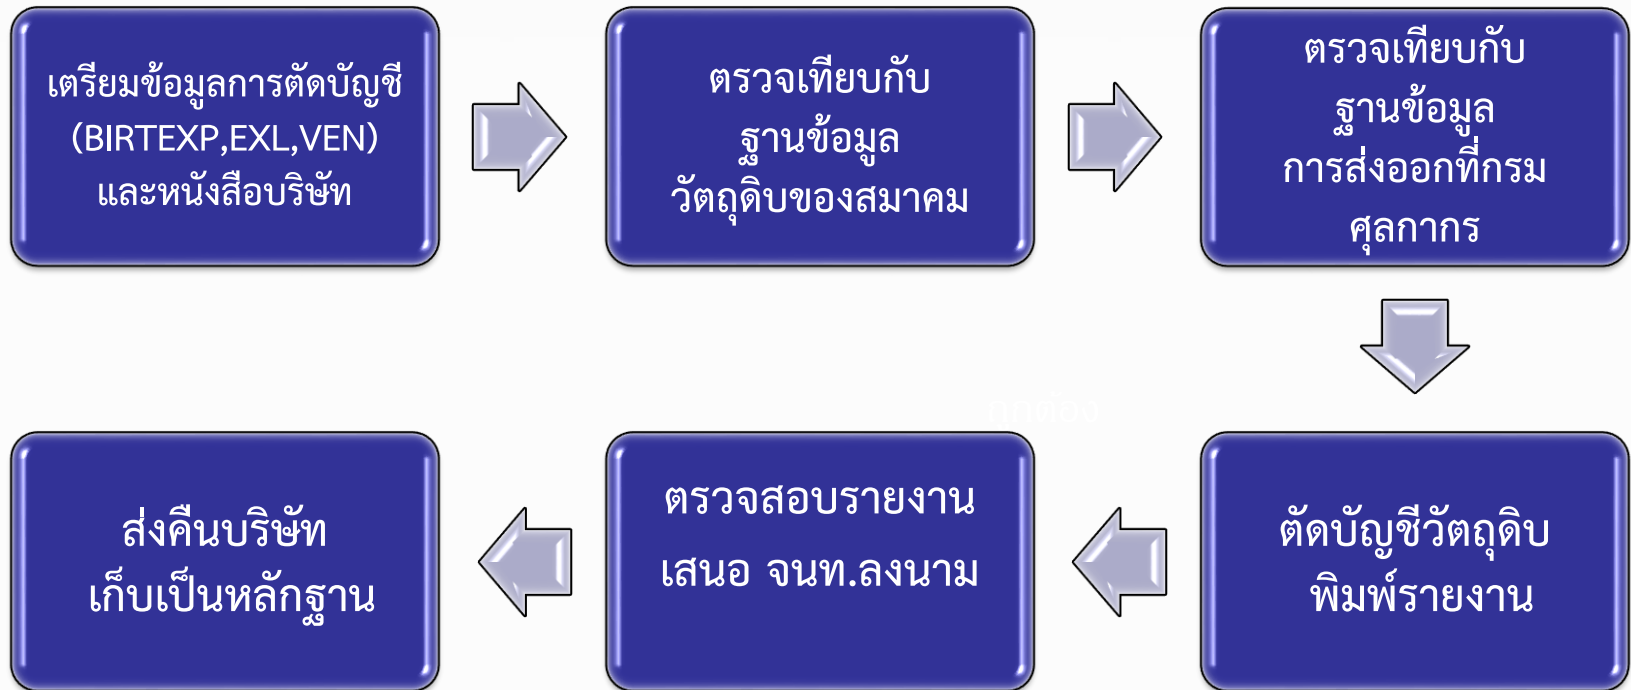 เตรียมข้อมูลการตัดบัญชี
(BIRTEXP,EXL,VEN)
และหนังสือบริษัท
ตรวจเทียบกับ
ฐานข้อมูล
วัตถุดิบของสมาคม
ตรวจเทียบกับ
ฐานข้อมูล
การส่งออกที่กรม
ศุลกากร
ตัดบัญชีวัตถุดิบ
พิมพ์รายงาน
ตรวจสอบรายงาน
เสนอ จนท.ลงนาม
ส่งคืนบริษัท
เก็บเป็นหลักฐาน